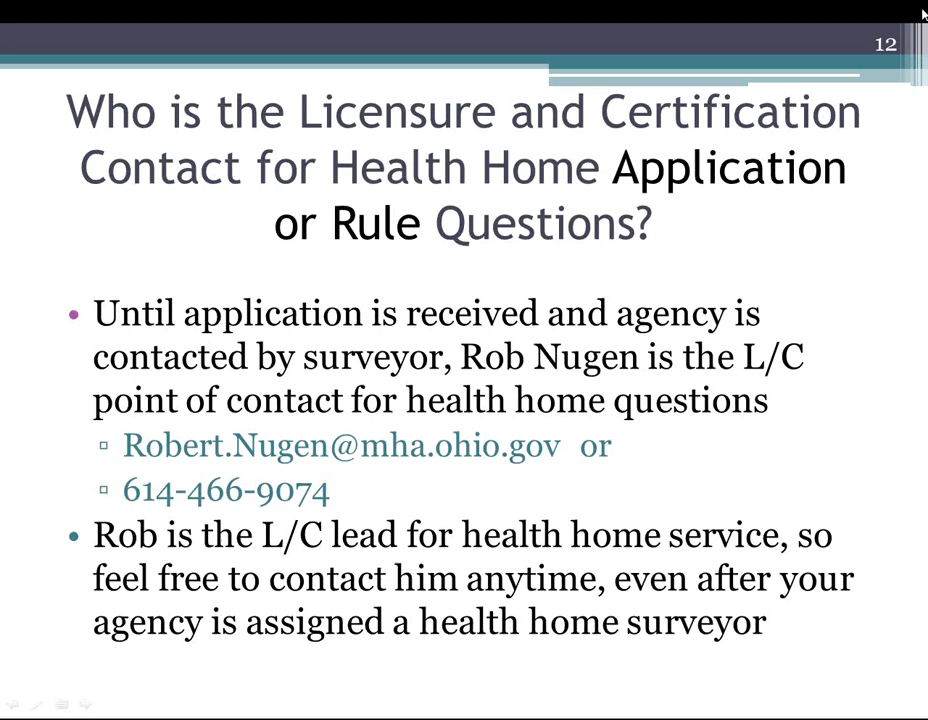 12
Who is the Licensure and Certification
Contact for Health Home Application
or Rule Questions?
• Until application is received and agency is
contacted by surveyor, Rob Nugen is the L/C
point of contact for health home questions
▫ Robert.Nugen@mha.ohio.gov or
▫ 614-466-9074
• Rob is the L/C lead for health home service, so
feel free to contact him anytime, even after your
agency is assigned a health home surveyor